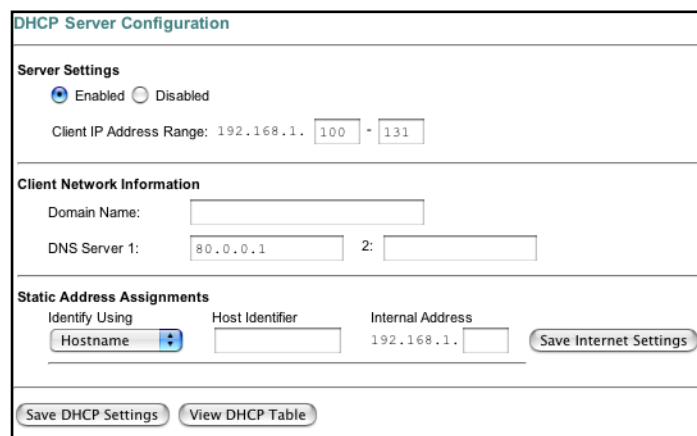 DHCP Server Configuration
Server Settings
Enabled Disabled
Client IP Address Range: 192.168.1. 100 - 131
Client Network Information
Domain Name:
DNS Server 1: 80.0.0.1 2:
Static Address Assignments
Identify Using Host Identifier Internal Address
Hostname 192.168.1. Save Internet Settings
Save DHCP Settings View DHCP Table